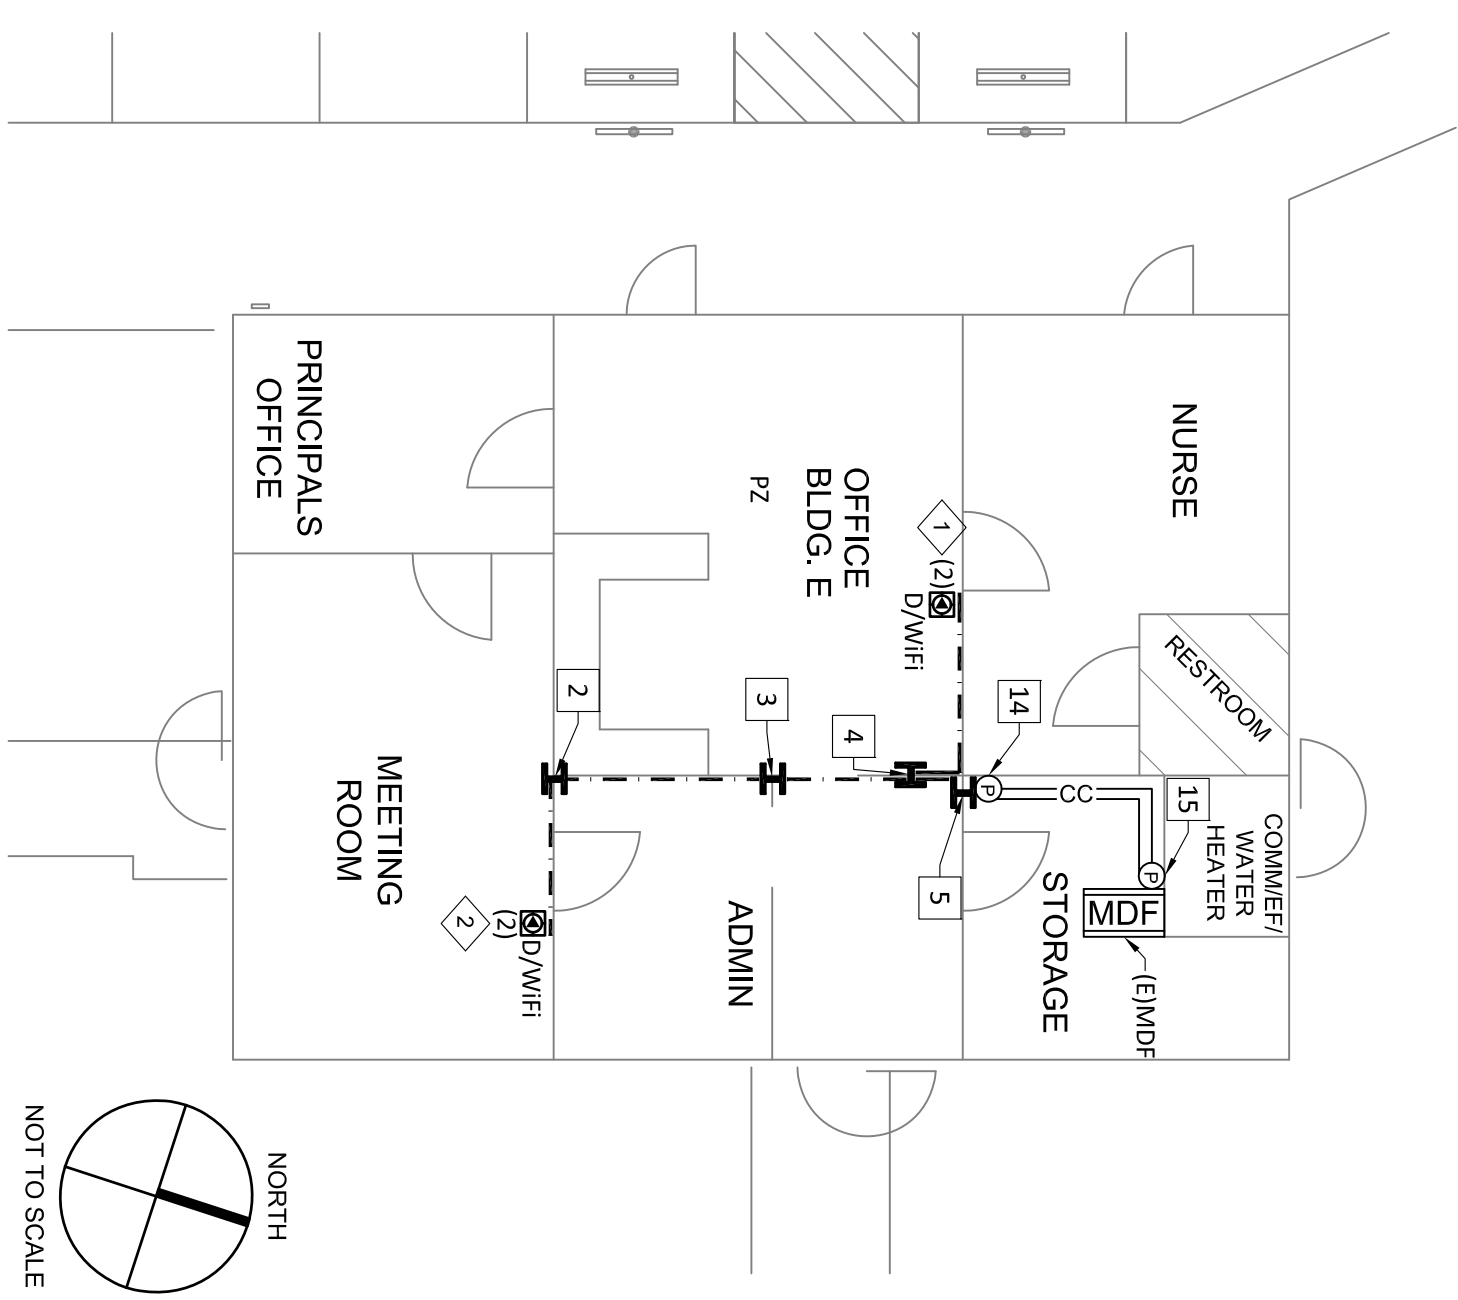 PRINCIPALS
OFFICE
NURSE
OFFICE
BLDG. E
PZ
1
(2)
D/WiFi
RESTROOM
2
3
4
14
15
P
CC
P
5
COMM/EF/
WATER
HEATER
MDF
(E)MDF
STORAGE
ADMIN
MEETING
ROOM
2
(2)
D/WiFi
NORTH
NOT TO SCALE